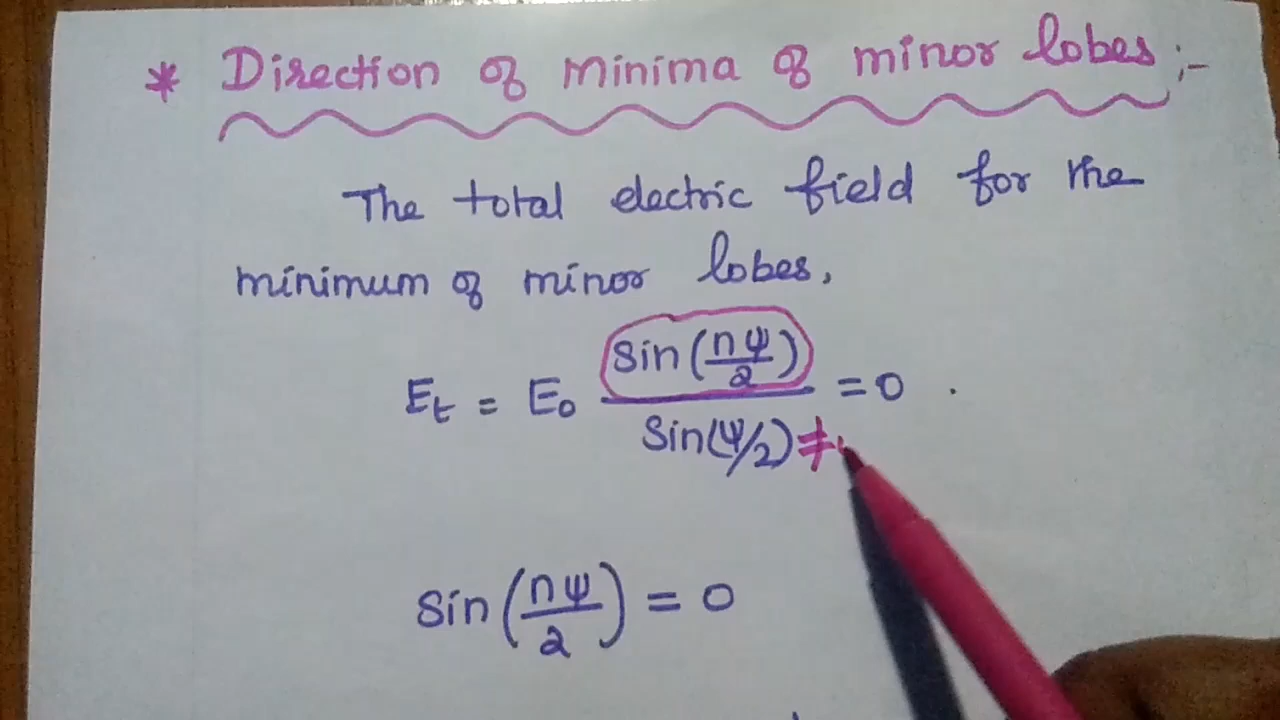 * Direction of minima of minor lobes :-
The total electric field for the
minimum of minor lobes,
Et = E0 Sin(nψ/2) / Sin(ψ/2) ≠ = 0 .
Sin(nψ/2) = 0